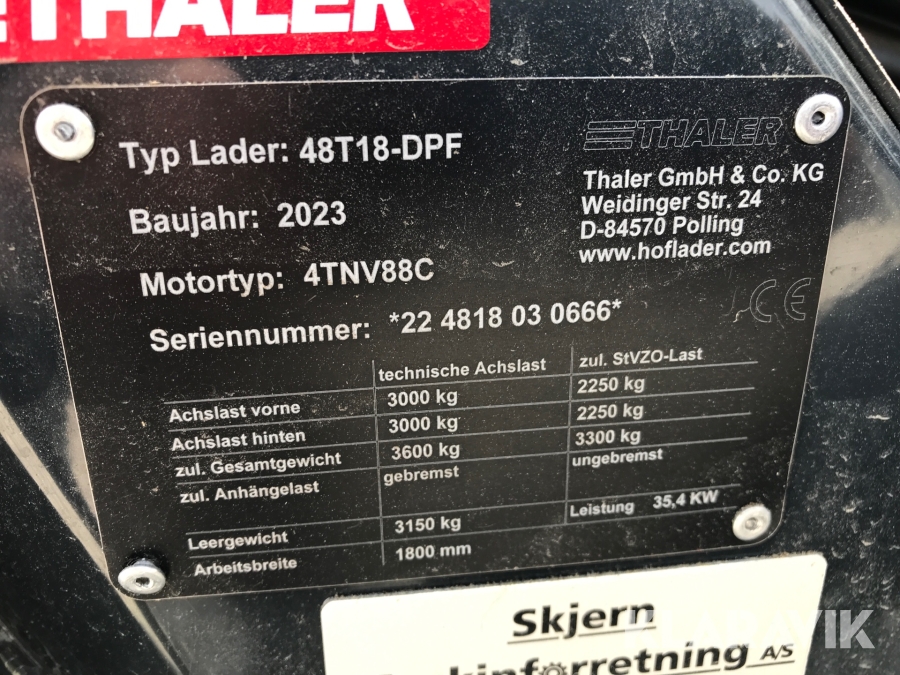 THALER
Typ Lader: 48T18-DPF
THALER
Thaler GmbH & Co. KG
Weidinger Str. 24
D-84570 Polling
www.hoflader.com
Baujahr: 2023
Motortyp: 4TNV88C
CE
Seriennummer: *22 4818 03 0666*
technische Achslast zul. StVZO-Last
Achslast vorne 3000 kg 2250 kg
Achslast hinten 3000 kg 2250 kg
zul. Gesamtgewicht 3600 kg 3300 kg
zul. Anhängelast gebremst ungebremst
Leergewicht 3150 kg Leistung 35,4 KW
Arbeitsbreite 1800 mm
Skjern
KLARAVIK
A/S